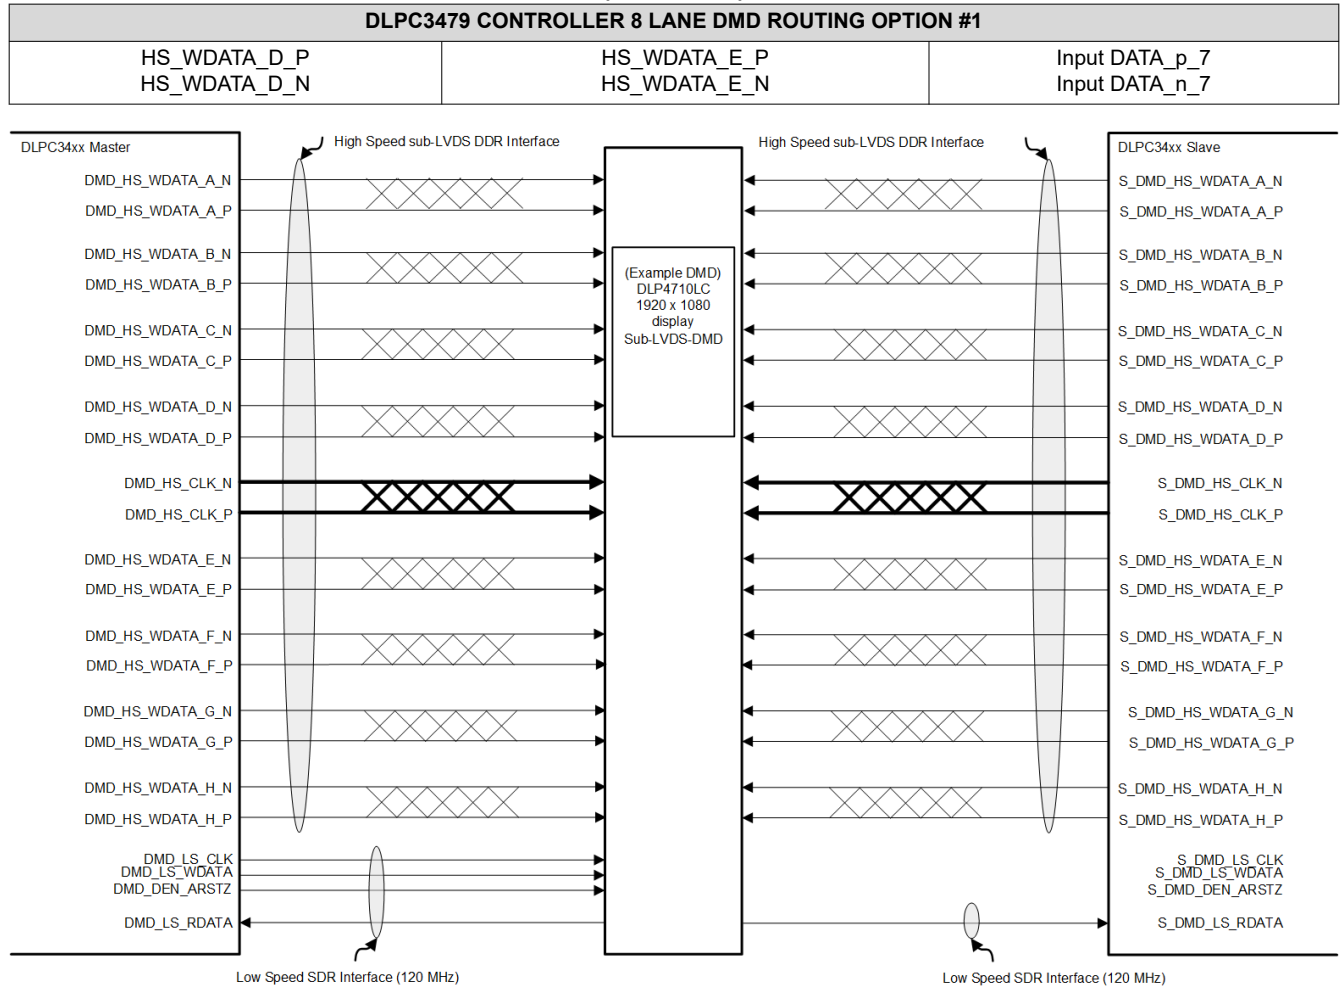 DLPC3479 CONTROLLER 8 LANE DMD ROUTING OPTION #1
HS_WDATA_D_P
HS_WDATA_D_N
HS_WDATA_E_P
HS_WDATA_E_N
Input DATA_p_7
Input DATA_n_7
DLPC34xx Master
High Speed sub-LVDS DDR Interface
High Speed sub-LVDS DDR Interface
DLPC34xx Slave
DMD_HS_WDATA_A_N
DMD_HS_WDATA_A_P
DMD_HS_WDATA_B_N
DMD_HS_WDATA_B_P
DMD_HS_WDATA_C_N
DMD_HS_WDATA_C_P
DMD_HS_WDATA_D_N
DMD_HS_WDATA_D_P
DMD_HS_CLK_N
DMD_HS_CLK_P
DMD_HS_WDATA_E_N
DMD_HS_WDATA_E_P
DMD_HS_WDATA_F_N
DMD_HS_WDATA_F_P
DMD_HS_WDATA_G_N
DMD_HS_WDATA_G_P
DMD_HS_WDATA_H_N
DMD_HS_WDATA_H_P
DMD_LS_CLK
DMD_LS_WDATA
DMD_DEN_ARSTZ
DMD_LS_RDATA
(Example DMD)
DLP4710LC
1920 x 1080
display
Sub-LVDS-DMD
S_DMD_HS_WDATA_A_N
S_DMD_HS_WDATA_A_P
S_DMD_HS_WDATA_B_N
S_DMD_HS_WDATA_B_P
S_DMD_HS_WDATA_C_N
S_DMD_HS_WDATA_C_P
S_DMD_HS_WDATA_D_N
S_DMD_HS_WDATA_D_P
S_DMD_HS_CLK_N
S_DMD_HS_CLK_P
S_DMD_HS_WDATA_E_N
S_DMD_HS_WDATA_E_P
S_DMD_HS_WDATA_F_N
S_DMD_HS_WDATA_F_P
S_DMD_HS_WDATA_G_N
S_DMD_HS_WDATA_G_P
S_DMD_HS_WDATA_H_N
S_DMD_HS_WDATA_H_P
S_DMD_LS_CLK
S_DMD_LS_WDATA
S_DMD_DEN_ARSTZ
S_DMD_LS_RDATA
Low Speed SDR Interface (120 MHz)
Low Speed SDR Interface (120 MHz)